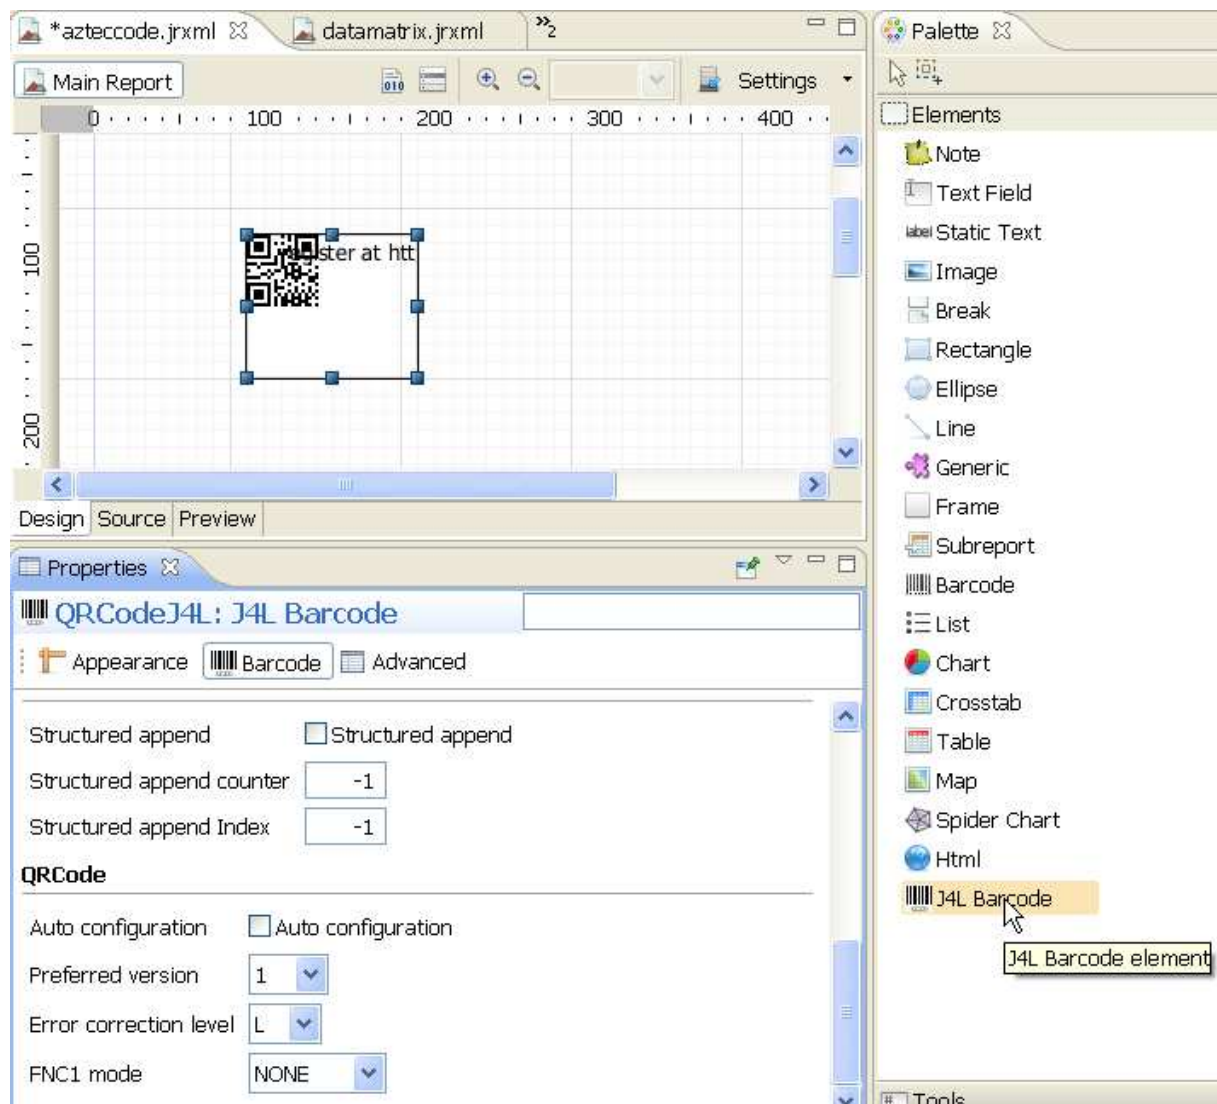 *azteccode.jrxml
datamatrix.jrxml
»2
Main Report
010
Settings
0 100 200 300 400
100
200
register at htt
Design Source Preview
Properties
QRCodeJ4L: J4L Barcode
Appearance Barcode Advanced
Structured append Structured append
Structured append counter -1
Structured append Index -1
QRCode
Auto configuration Auto configuration
Preferred version 1
Error correction level L
FNC1 mode NONE
Palette
Elements
Note
Text Field
label Static Text
Image
Break
Rectangle
Ellipse
Line
Generic
Frame
Subreport
Barcode
List
Chart
Crosstab
Table
Map
Spider Chart
Html
J4L Barcode
J4L Barcode element
Tools